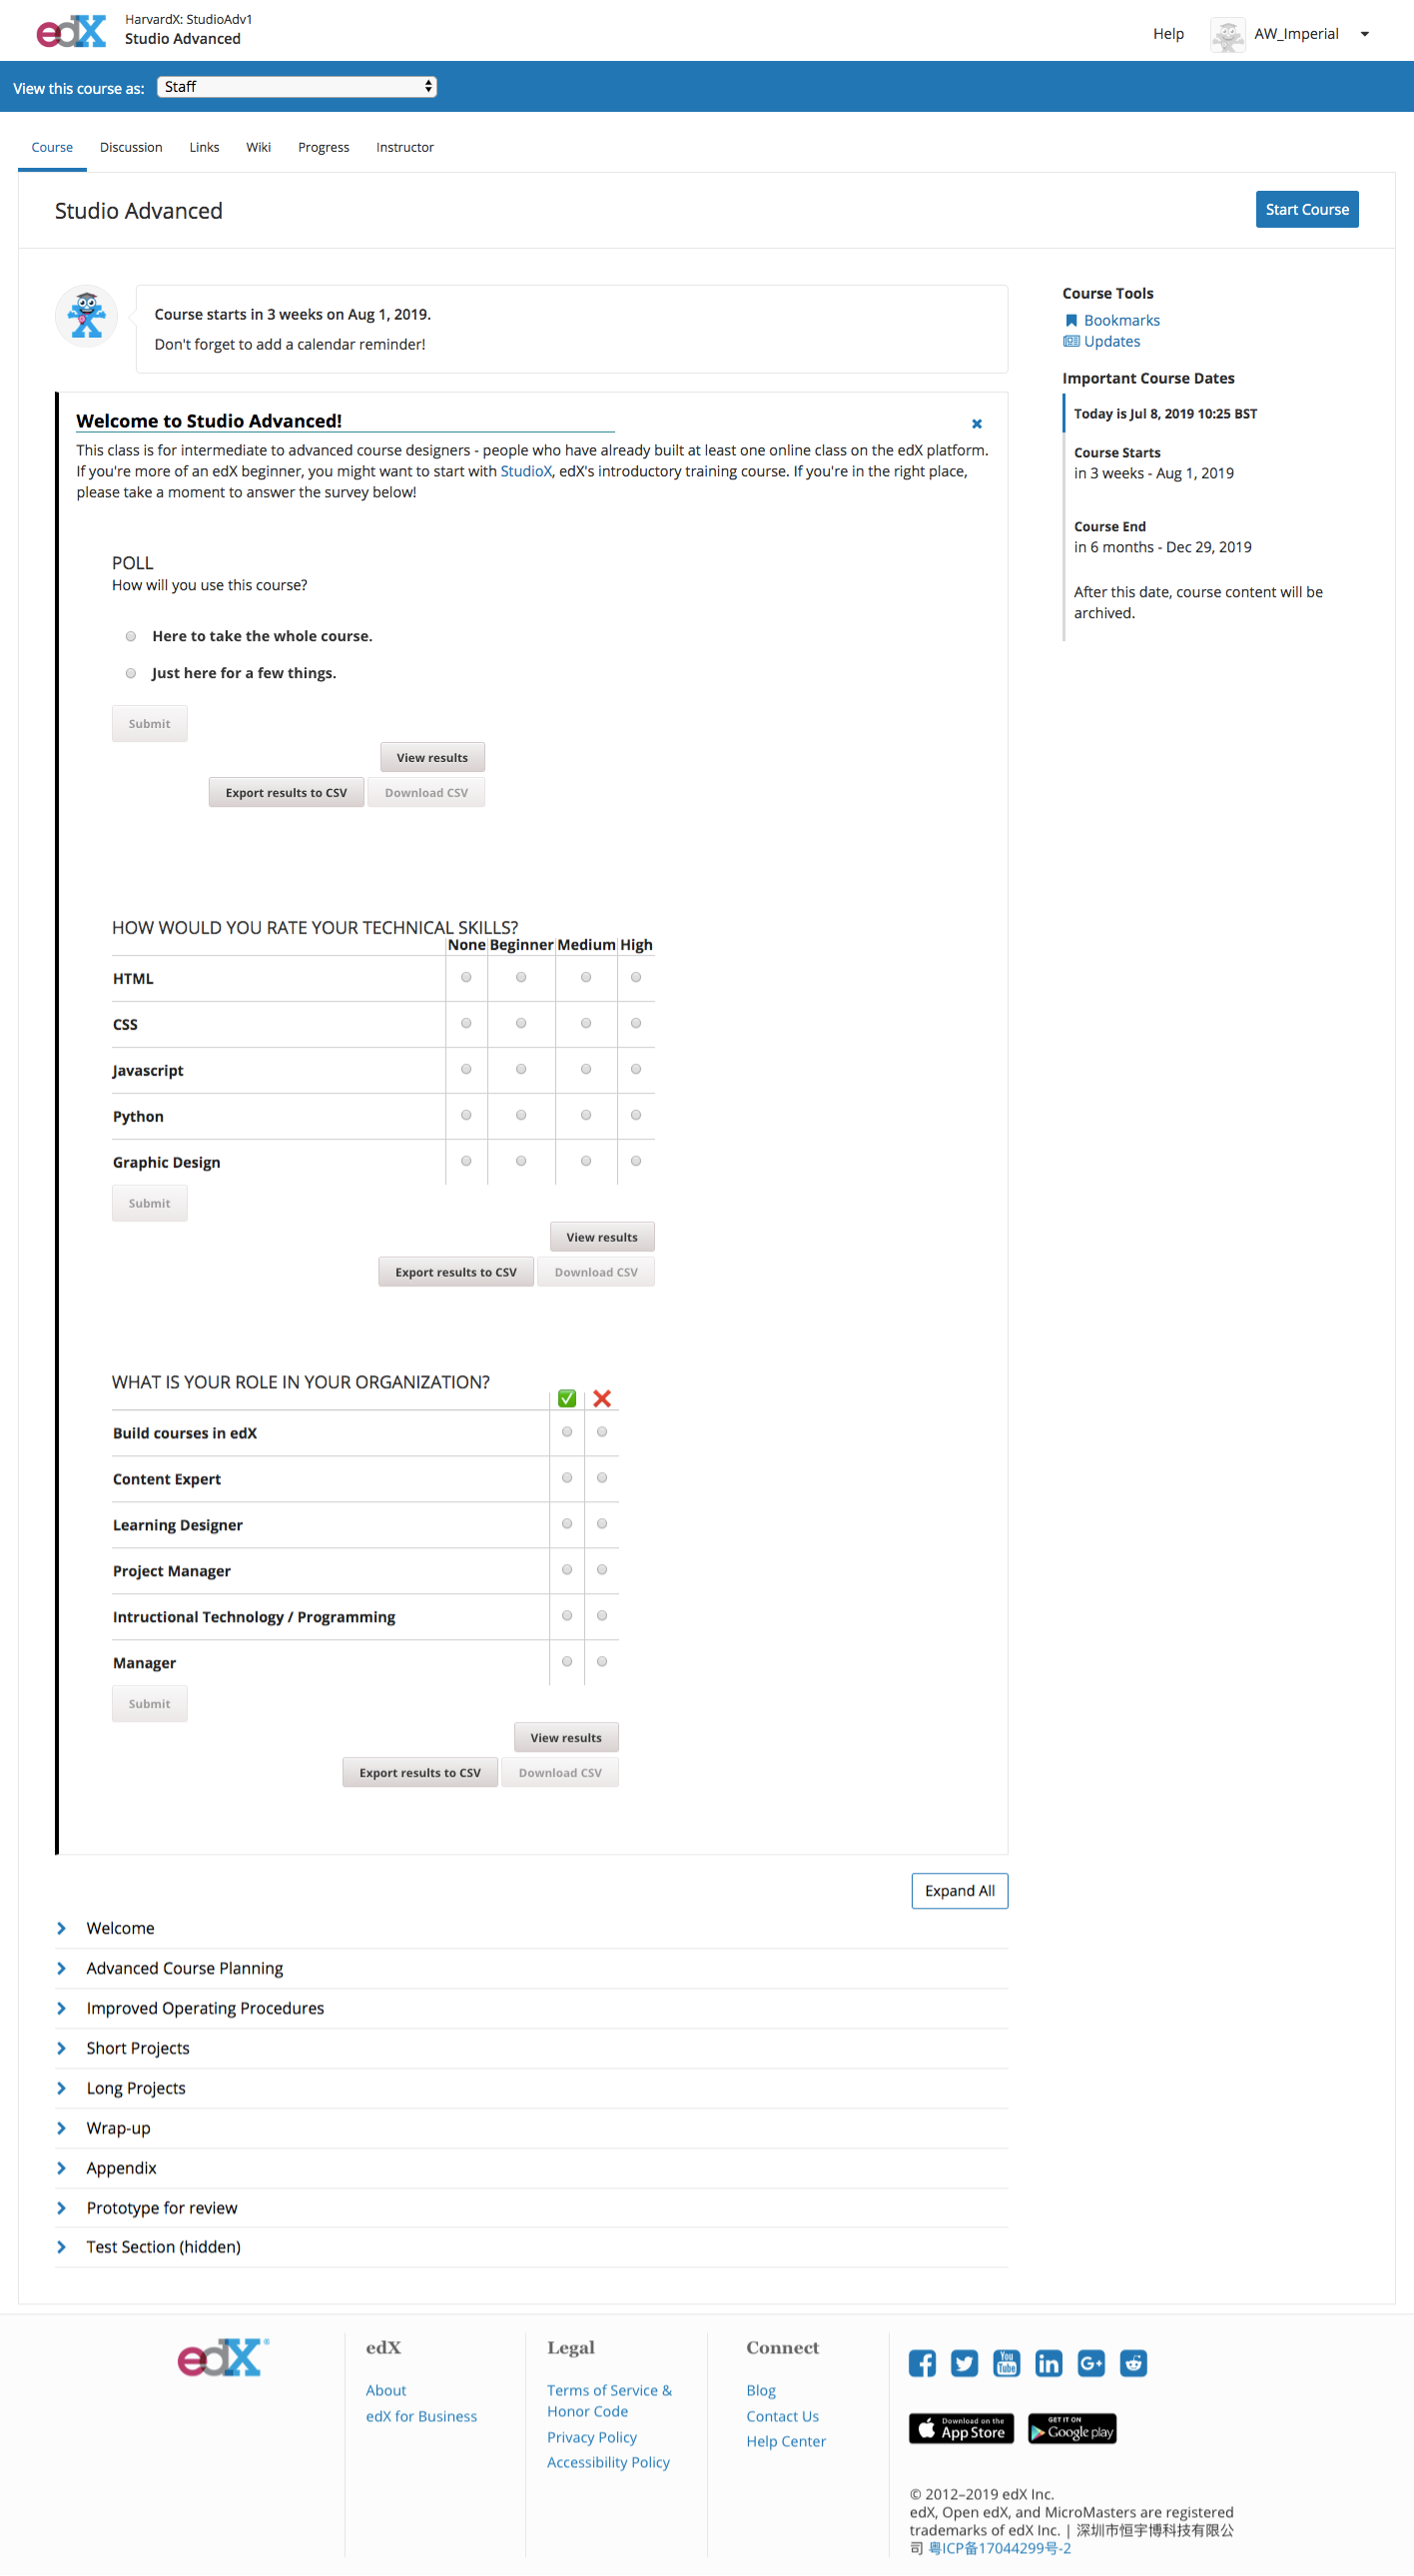 edX
HarvardX: StudioAdv1
Studio Advanced
Help
AW_Imperial
View this course as:
Staff
Course
Discussion
Links
Wiki
Progress
Instructor
Studio Advanced
Start Course
Course starts in 3 weeks on Aug 1, 2019.
Don't forget to add a calendar reminder!
Welcome to Studio Advanced!
This class is for intermediate to advanced course designers - people who have already built at least one online class on the edX platform.
If you're more of an edX beginner, you might want to start with StudioX, edX's introductory training course. If you're in the right place,
please take a moment to answer the survey below!
POLL
How will you use this course?
Here to take the whole course.
Just here for a few things.
Submit
View results
Export results to CSV
Download CSV
HOW WOULD YOU RATE YOUR TECHNICAL SKILLS?
None Beginner Medium High
HTML
CSS
Javascript
Python
Graphic Design
Submit
View results
Export results to CSV
Download CSV
WHAT IS YOUR ROLE IN YOUR ORGANIZATION?
Build courses in edX
Content Expert
Learning Designer
Project Manager
Intructional Technology / Programming
Manager
Submit
View results
Export results to CSV
Download CSV
Expand All
Welcome
Advanced Course Planning
Improved Operating Procedures
Short Projects
Long Projects
Wrap-up
Appendix
Prototype for review
Test Section (hidden)
Course Tools
Bookmarks
Updates
Important Course Dates
Today is Jul 8, 2019 10:25 BST
Course Starts
in 3 weeks - Aug 1, 2019
Course End
in 6 months - Dec 29, 2019
After this date, course content will be
archived.
edX®
edX
About
edX for Business
Legal
Terms of Service &
Honor Code
Privacy Policy
Accessibility Policy
Connect
Blog
Contact Us
Help Center
You
Tube
in
G+
Download on the
App Store
GET IT ON
Google play
© 2012–2019 edX Inc.
edX, Open edX, and MicroMasters are registered
trademarks of edX Inc. | 深圳市恒宇博科技有限公
司 粤ICP备17044299号-2